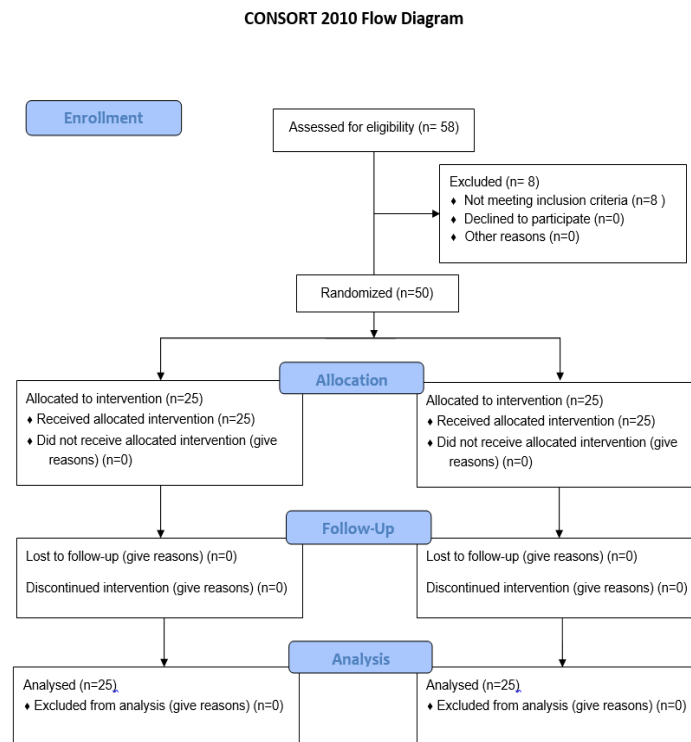 CONSORT 2010 Flow Diagram
Enrollment
Assessed for eligibility (n= 58)
Excluded (n= 8)
♦ Not meeting inclusion criteria (n=8 )
♦ Declined to participate (n=0)
♦ Other reasons (n=0)
Randomized (n=50)
Allocation
Allocated to intervention (n=25)
♦ Received allocated intervention (n=25)
♦ Did not receive allocated intervention (give
reasons) (n=0)
Allocated to intervention (n=25)
♦ Received allocated intervention (n=25)
♦ Did not receive allocated intervention (give
reasons) (n=0)
Follow-Up
Lost to follow-up (give reasons) (n=0)
Discontinued intervention (give reasons) (n=0)
Lost to follow-up (give reasons) (n=0)
Discontinued intervention (give reasons) (n=0)
Analysis
Analysed (n=25)
♦ Excluded from analysis (give reasons) (n=0)
Analysed (n=25)
♦ Excluded from analysis (give reasons) (n=0)